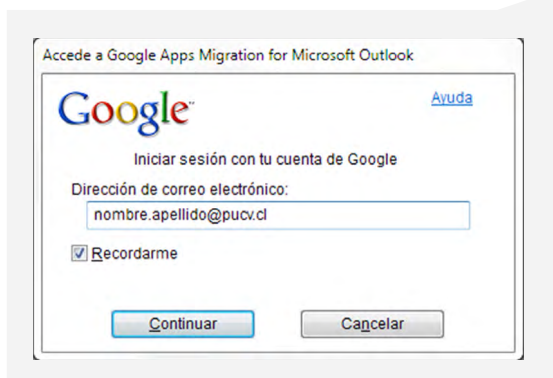 Accede a Google Apps Migration for Microsoft Outlook
Google™
Ayuda
Iniciar sesión con tu cuenta de Google
Dirección de correo electrónico:
nombre.apellido@pucv.cl
Recordarme
Continuar
Cancelar